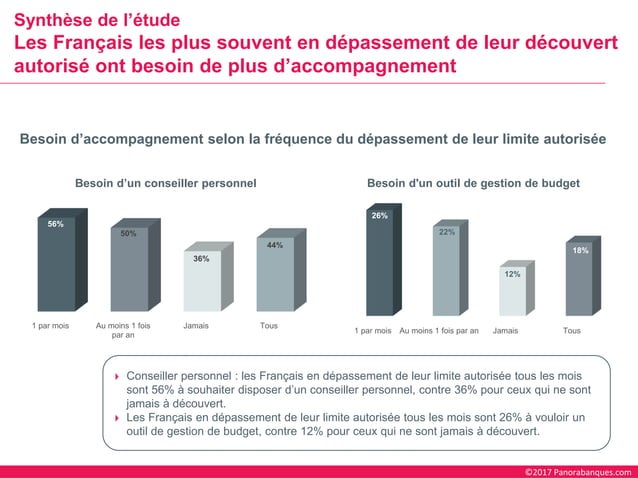 Synthèse de l’étude
Les Français les plus souvent en dépassement de leur découvert
autorisé ont besoin de plus d’accompagnement
Besoin d’accompagnement selon la fréquence du dépassement de leur limite autorisée
Besoin d’un conseiller personnel
56%
50%
36%
44%
1 par mois
Au moins 1 fois
par an
Jamais
Tous
Besoin d'un outil de gestion de budget
26%
22%
12%
18%
1 par mois
Au moins 1 fois par an
Jamais
Tous
Conseiller personnel : les Français en dépassement de leur limite autorisée tous les mois
sont 56% à souhaiter disposer d’un conseiller personnel, contre 36% pour ceux qui ne sont
jamais à découvert.
Les Français en dépassement de leur limite autorisée tous les mois sont 26% à vouloir un
outil de gestion de budget, contre 12% pour ceux qui ne sont jamais à découvert.
©2017 Panorabanques.com